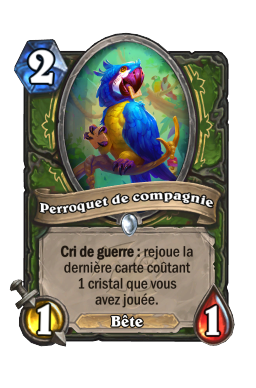 2
Perroquet de compagnie
Cri de guerre : rejoue la
dernière carte coûtant
1 cristal que vous
avez jouée.
1
Bête
1